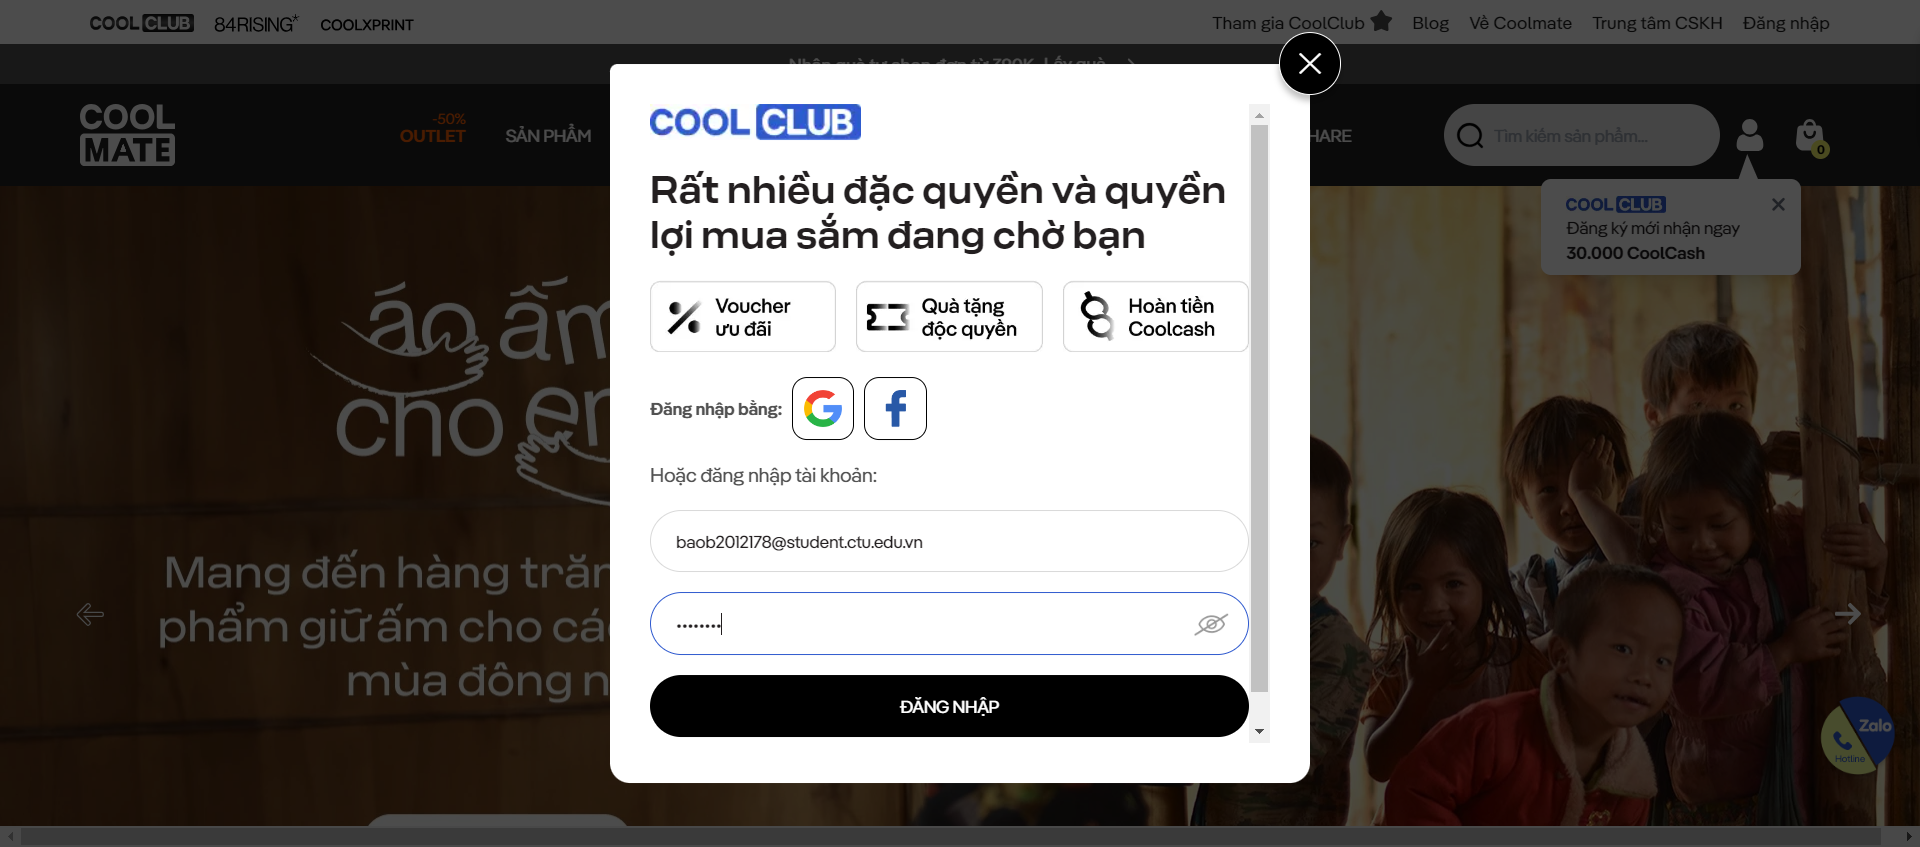 COOL CLUB
84RISING*
COOLXPRINT
Tham gia CoolClub
Blog
Về Coolmate
Trung tâm CSKH
Đăng nhập
COOL
MATE
-50%
OUTLET
SẢN PHẨM
HARE
Tìm kiếm sản phẩm...
0
COOL CLUB
Đăng ký mới nhận ngay
30.000 CoolCash
COOL CLUB
Rất nhiều đặc quyền và quyền
lợi mua sắm đang chờ bạn
Voucher
ưu đãi
Quà tặng
độc quyền
Hoàn tiền
Coolcash
Đăng nhập bằng:
Hoặc đăng nhập tài khoản:
baob2012178@student.ctu.edu.vn
••••••••
ĐĂNG NHẬP
áo ấm
cho em
Mang đến hàng trăm
phẩm giữ ấm cho các
mùa đông n
Zalo
Hotline